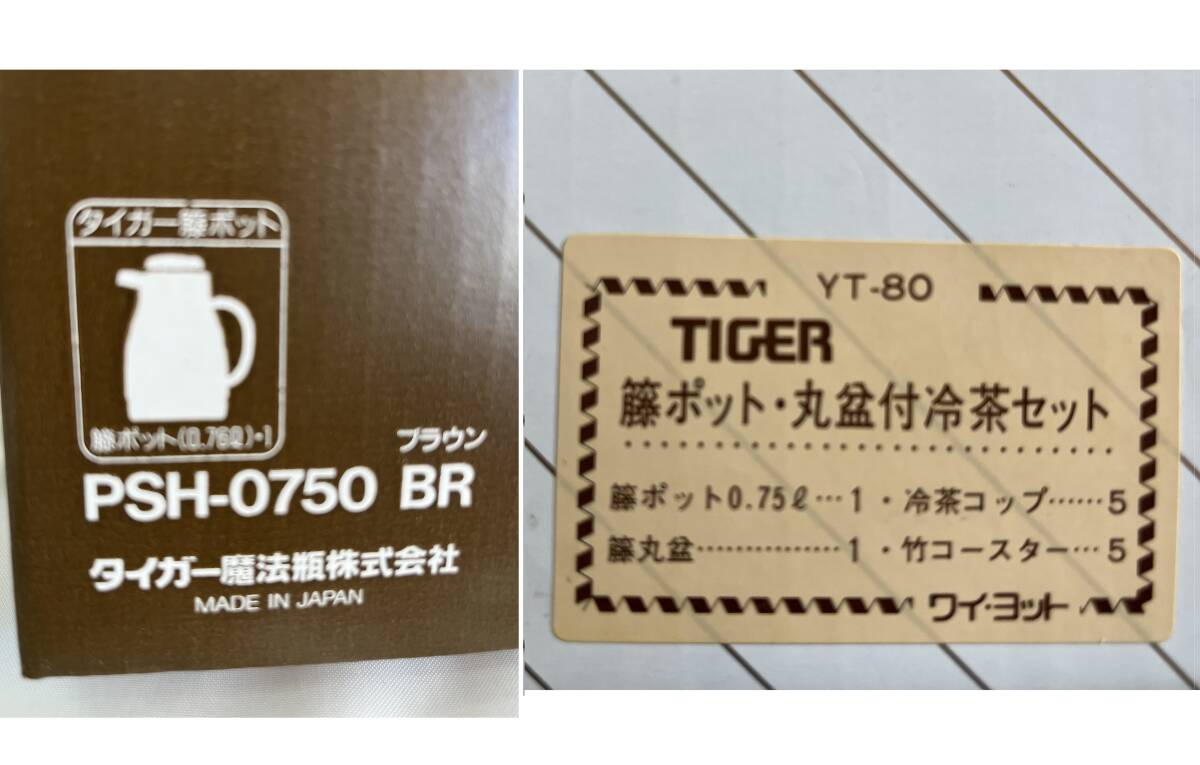 タイガー籐ポット
籐ポット(0.75ℓ)・1
ブラウン
PSH-0750 BR
タイガー魔法瓶株式会社
MADE IN JAPAN
YT-80
TIGER
籐ポット・丸盆付冷茶セット
籐ポット0.75ℓ…1・冷茶コップ……5
籐丸盆……………1・竹コースター…5
ワイ・ヨット